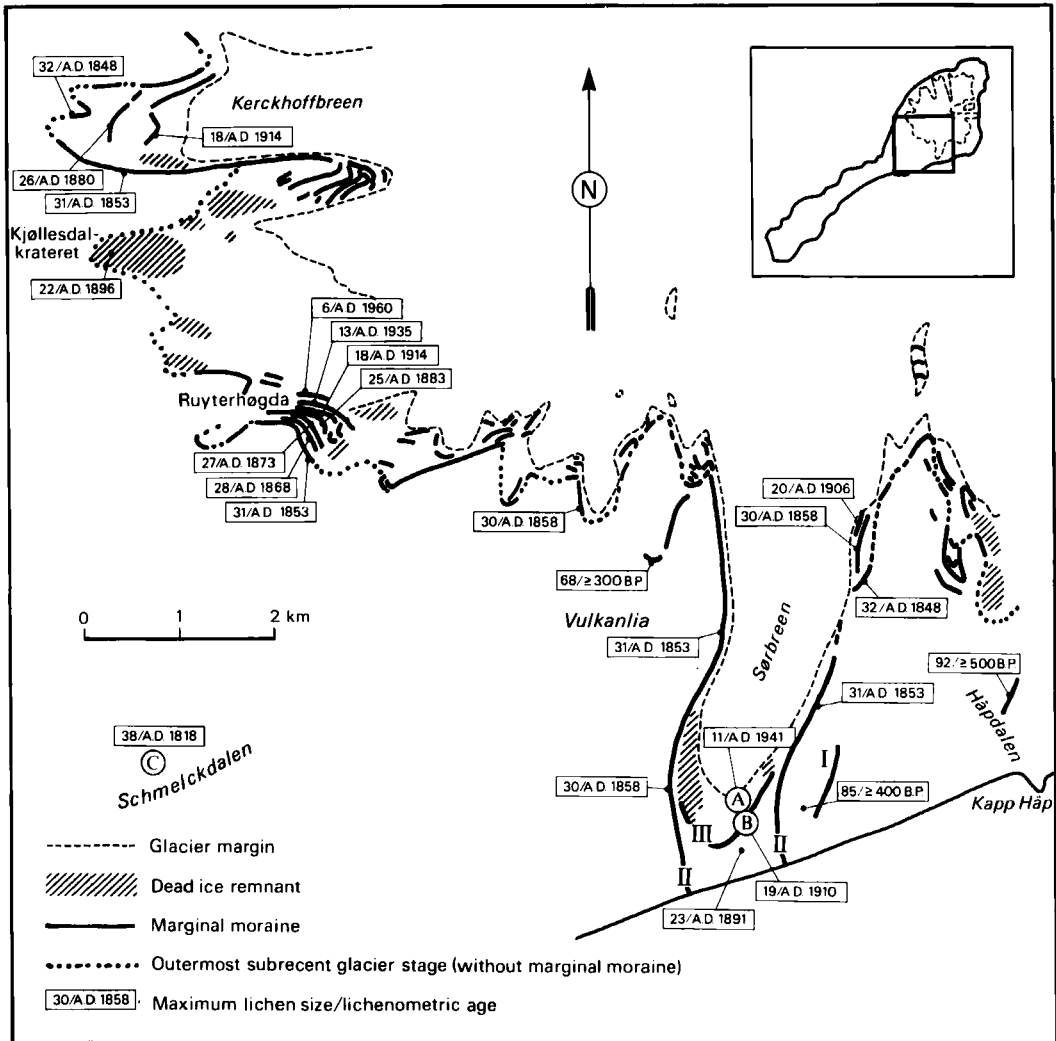 32/A.D. 1848
Kerckhoffbreen
18/A.D. 1914
26/A.D. 1880
31/A.D. 1853
Kjøllesdal-
krateret
22/A.D. 1896
N
6/A.D. 1960
13/A.D. 1935
18/A.D. 1914
25/A.D. 1883
Ruyterhøgda
27/A.D. 1873
28/A.D. 1868
31/A.D. 1853
30/A.D. 1858
20/A.D. 1906
30/A.D. 1858
68/≥300 B.P.
32/A.D. 1848
Vulkanlia
Sørbreen
0 1 2 km
31/A.D. 1853
31/A.D. 1853
92/≥500 B.P.
Håpdalen
11/A.D. 1941
38/A.D. 1818
C
Schmelckdalen
30/A.D. 1858
A
B
I
85/≥400 B.P.
Kapp Håp
III
II
II
19/A.D. 1910
23/A.D. 1891
Glacier margin
Dead ice remnant
Marginal moraine
Outermost subrecent glacier stage (without marginal moraine)
30/A.D. 1858 Maximum lichen size/lichenometric age